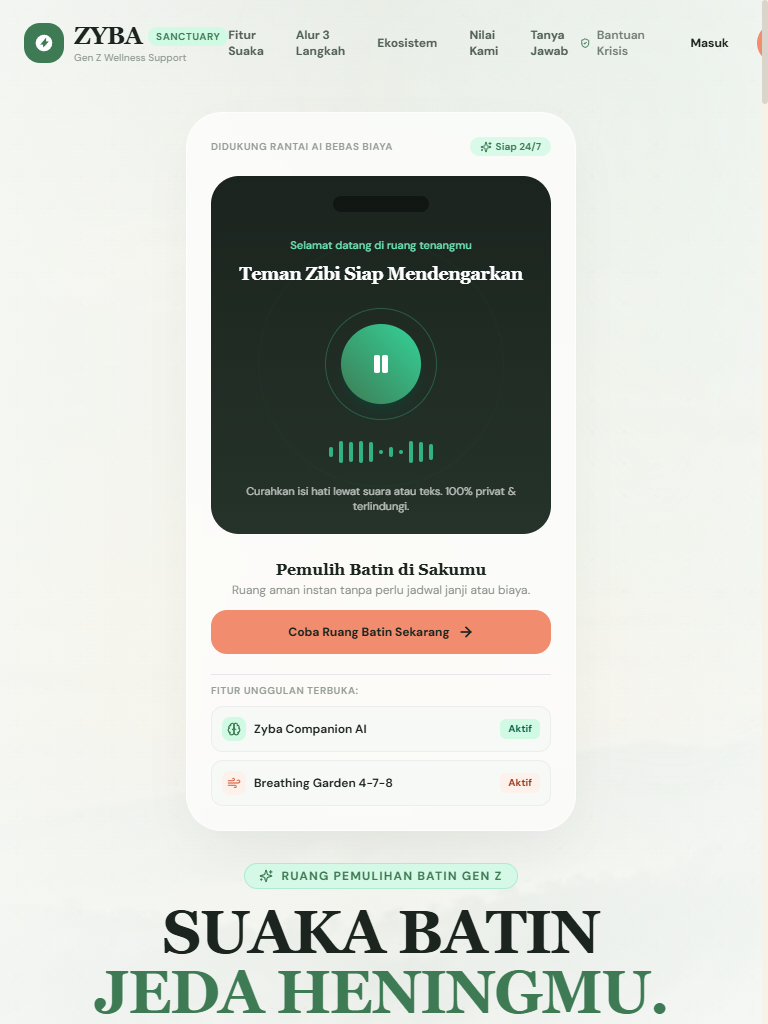 ZYBA SANCTUARY
Gen Z Wellness Support
Fitur Suaka
Alur 3 Langkah
Ekosistem
Nilai Kami
Tanya Jawab
Bantuan Krisis
Masuk
DIDUKUNG RANTAI AI BEBAS BIAYA
Siap 24/7
Selamat datang di ruang tenangmu
Teman Zibi Siap Mendengarkan
Curahkan isi hati lewat suara atau teks. 100% privat &
terlindungi.
Pemulih Batin di Sakumu
Ruang aman instan tanpa perlu jadwal janji atau biaya.
Coba Ruang Batin Sekarang
FITUR UNGGULAN TERBUKA:
Zyba Companion AI
Aktif
Breathing Garden 4-7-8
Aktif
RUANG PEMULIHAN BATIN GEN Z
SUAKA BATIN
JEDA HENINGMU.